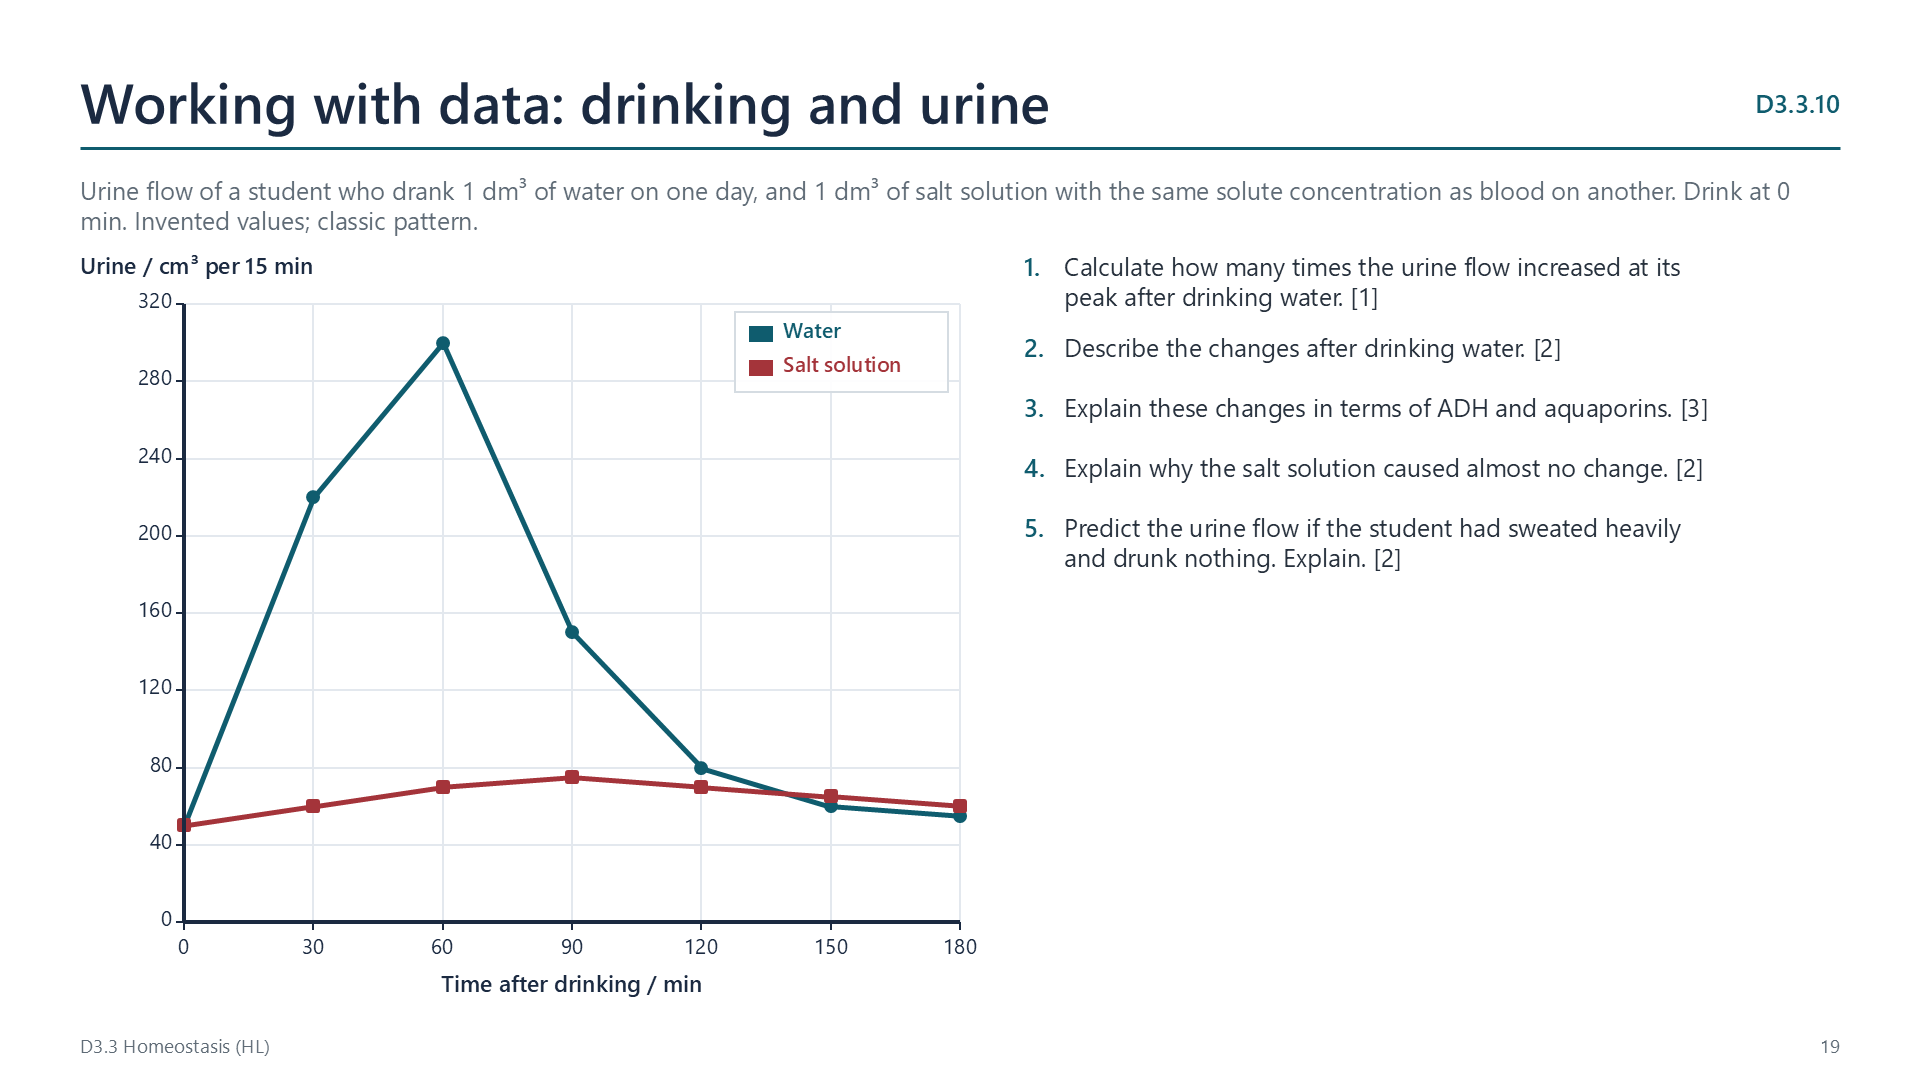 Working with data: drinking and urine
D3.3.10
Urine flow of a student who drank 1 dm³ of water on one day, and 1 dm³ of salt solution with the same solute concentration as blood on another. Drink at 0
min. Invented values; classic pattern.
Urine / cm³ per 15 min
320
280
240
200
160
120
80
40
0
Water
Salt solution
0 30 60 90 120 150 180
Time after drinking / min
1. Calculate how many times the urine flow increased at its
peak after drinking water. [1]
2. Describe the changes after drinking water. [2]
3. Explain these changes in terms of ADH and aquaporins. [3]
4. Explain why the salt solution caused almost no change. [2]
5. Predict the urine flow if the student had sweated heavily
and drunk nothing. Explain. [2]
D3.3 Homeostasis (HL)
19